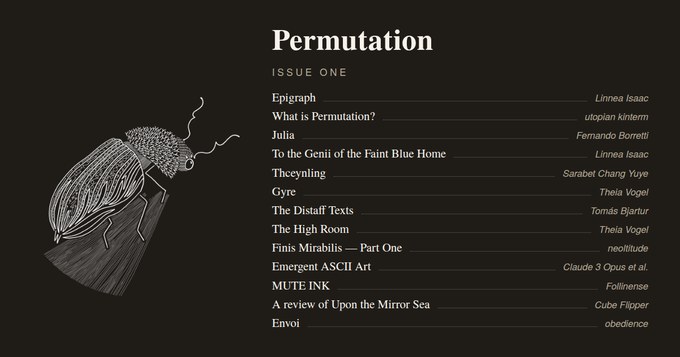 Permutation
ISSUE ONE
Epigraph Linnea Isaac
What is Permutation? utopian kinterm
Julia Fernando Borretti
To the Genii of the Faint Blue Home Linnea Isaac
Thceynling Sarabet Chang Yuye
Gyre Theia Vogel
The Distaff Texts Tomás Bjartur
The High Room Theia Vogel
Finis Mirabilis — Part One neoltitude
Emergent ASCII Art Claude 3 Opus et al.
MUTE INK Follinense
A review of Upon the Mirror Sea Cube Flipper
Envoi obedience